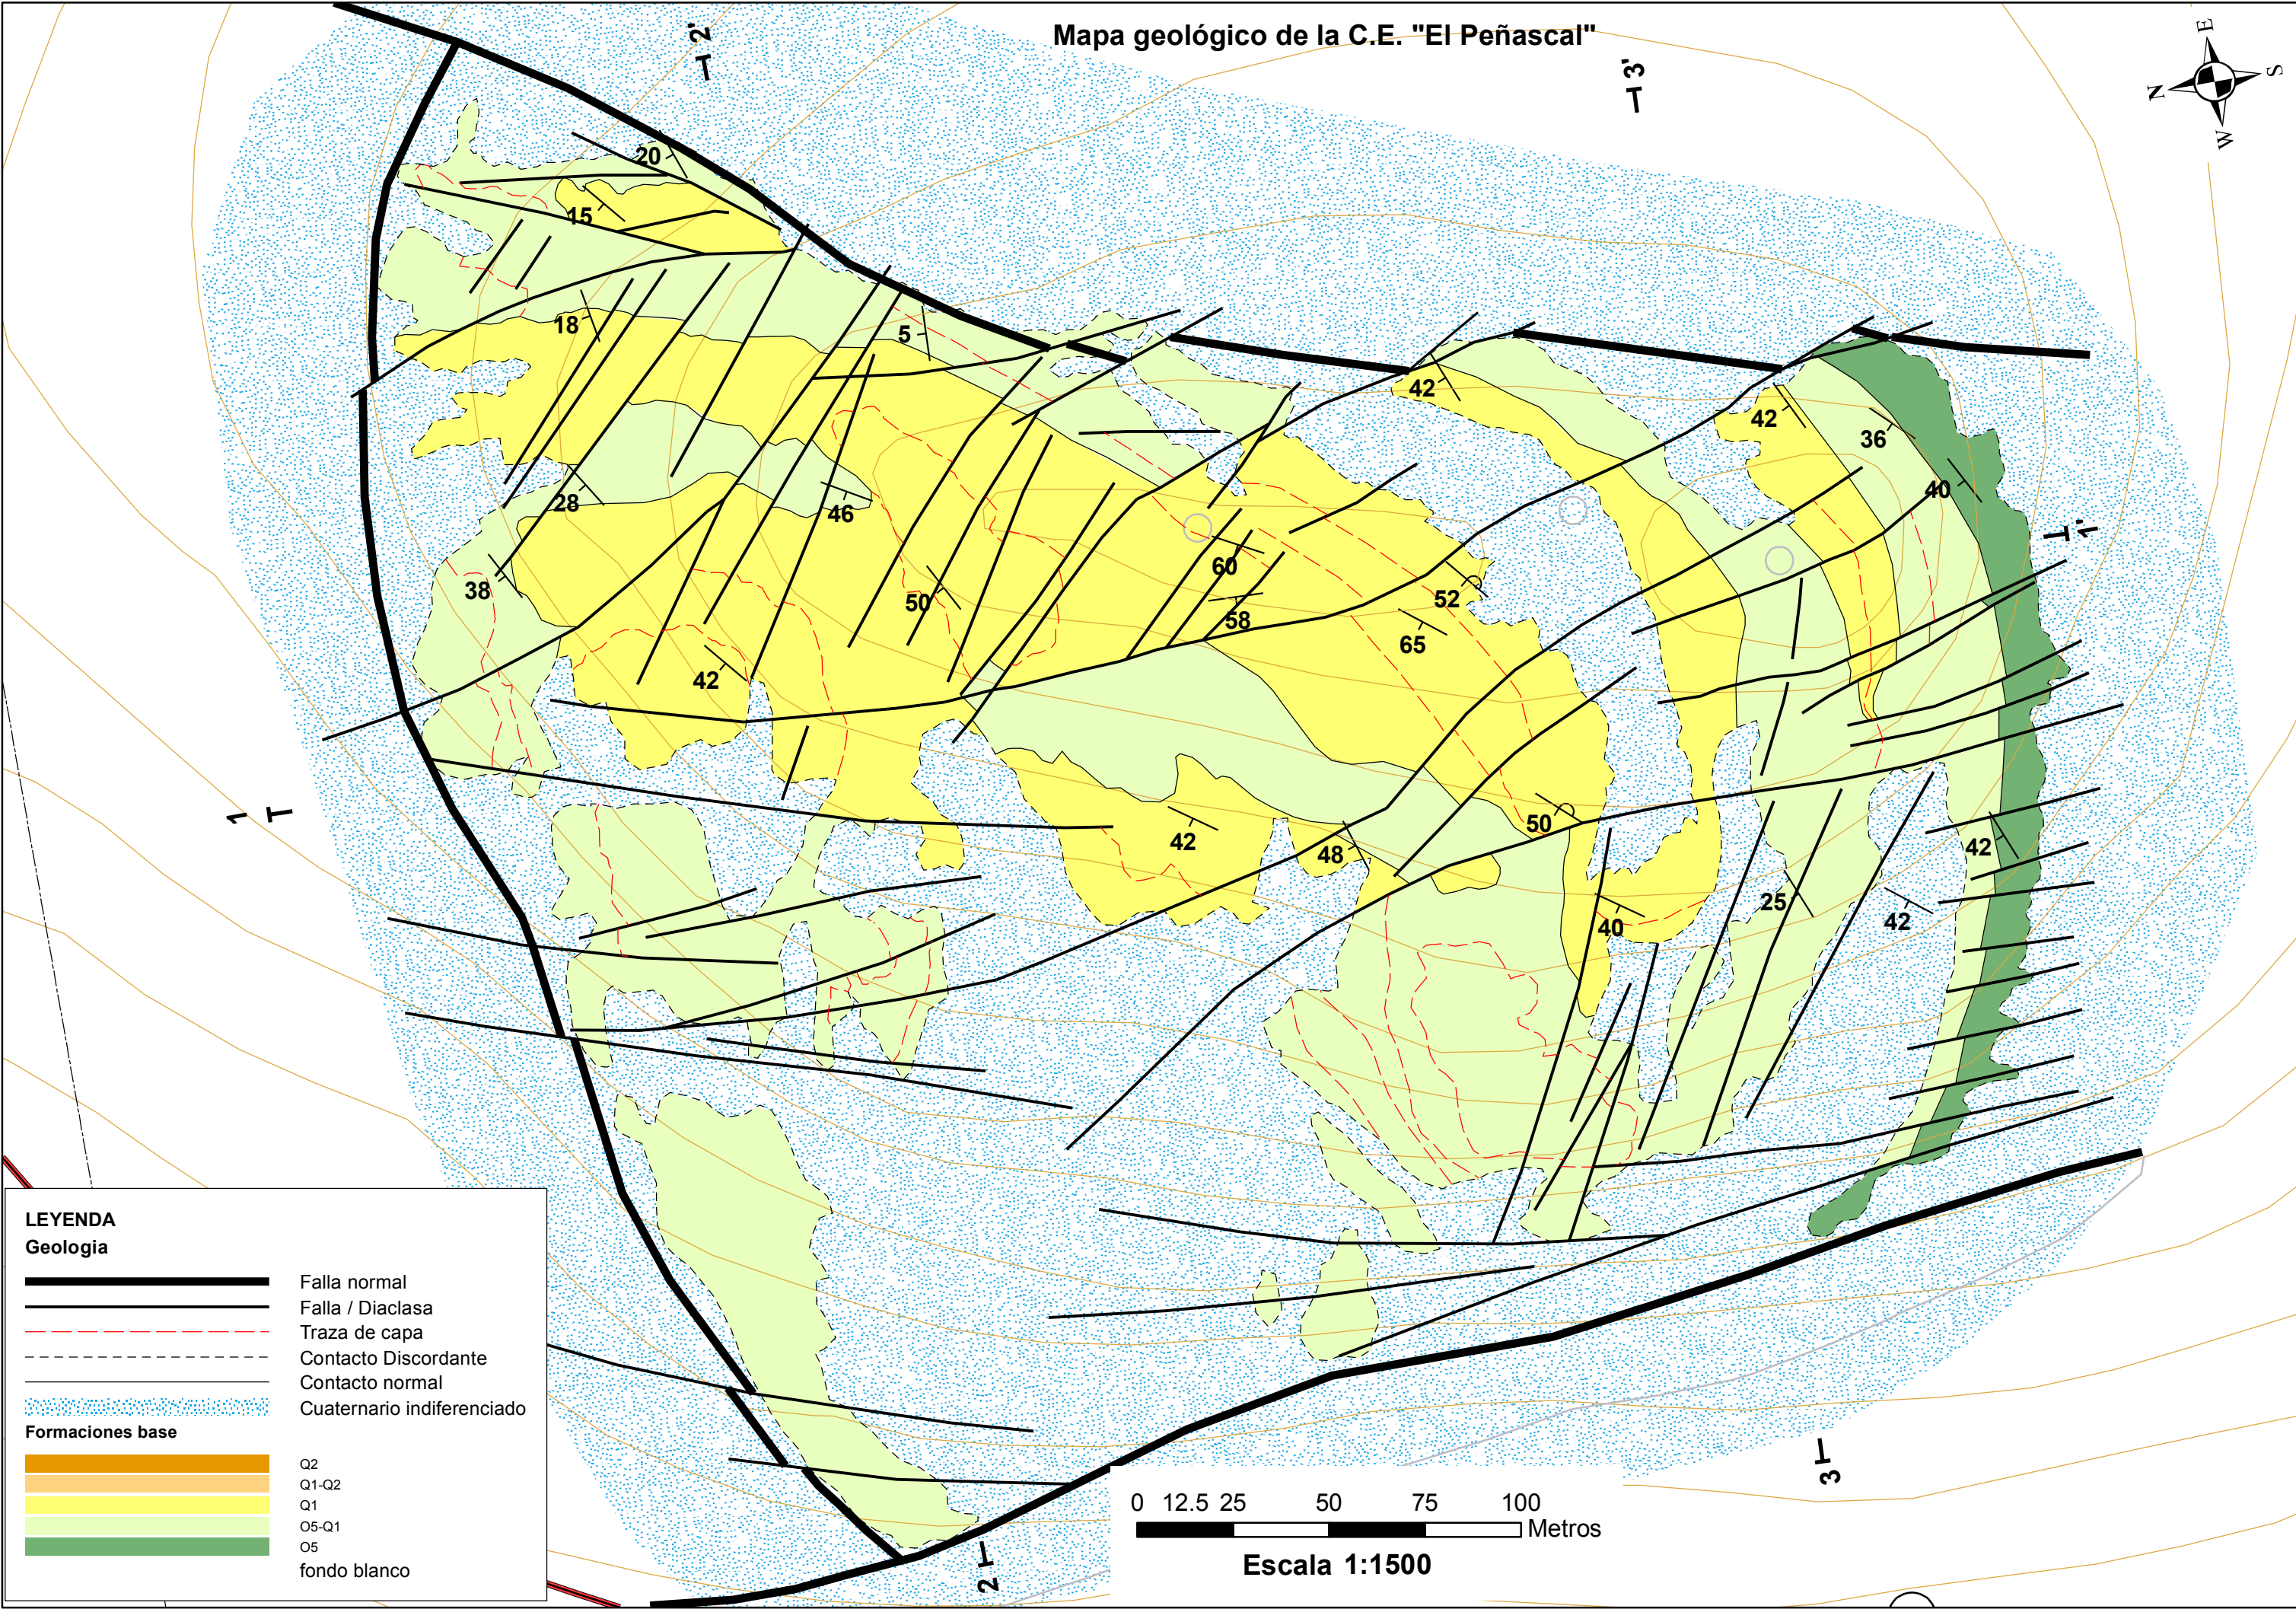 Mapa geológico de la C.E. "El Peñascal"
2'
3'
E
N
S
W
20
15
18
5
42
42
36
28
46
40
1'
38
60
50
52
58
65
42
1
42
48
50
42
25
42
40
LEYENDA
Geologia
Falla normal
Falla / Diaclasa
Traza de capa
Contacto Discordante
Contacto normal
Cuaternario indiferenciado
Formaciones base
Q2
Q1-Q2
Q1
O5-Q1
O5
fondo blanco
3
0 12.5 25 50 75 100
Metros
Escala 1:1500
2